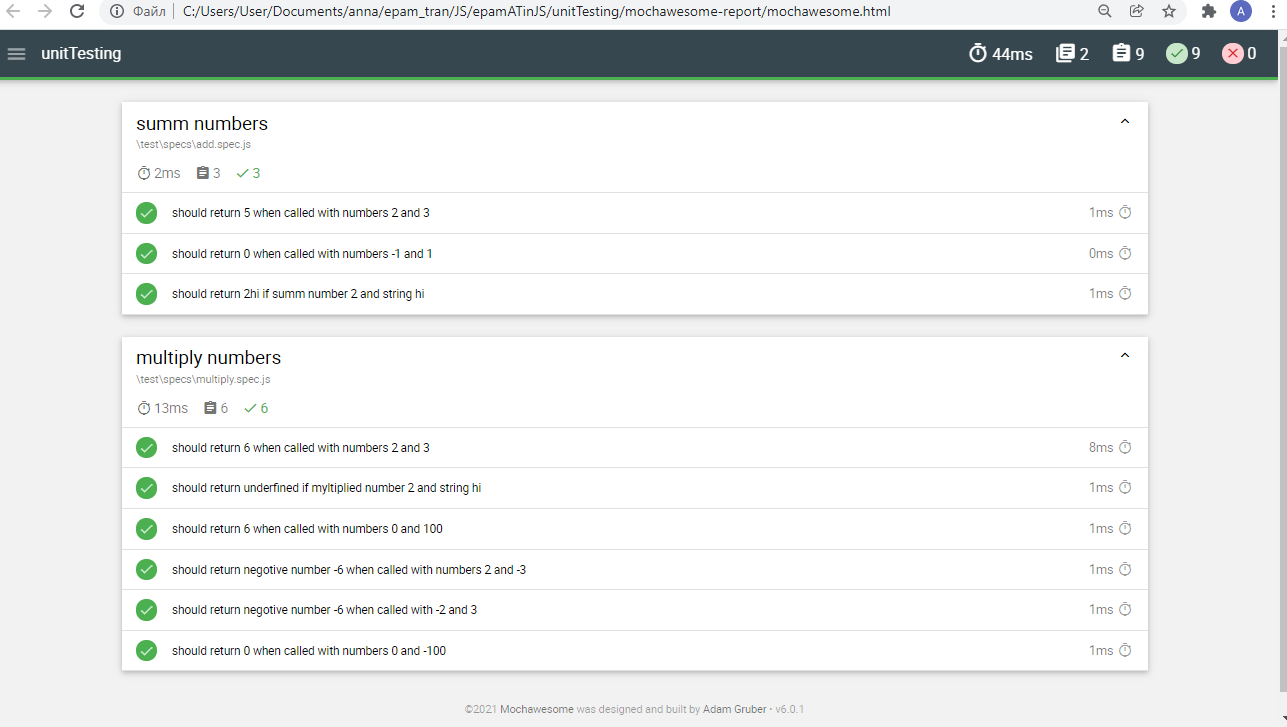 Файл C:/Users/User/Documents/anna/epam_tran/JS/epamATinJS/unitTesting/mochawesome-report/mochawesome.html A
unitTesting 44ms 2 9 9 0
summ numbers
\test\specs\add.spec.js
2ms 3 3
should return 5 when called with numbers 2 and 3 1ms
should return 0 when called with numbers -1 and 1 0ms
should return 2hi if summ number 2 and string hi 1ms
multiply numbers
\test\specs\multiply.spec.js
13ms 6 6
should return 6 when called with numbers 2 and 3 8ms
should return underfined if myltiplied number 2 and string hi 1ms
should return 6 when called with numbers 0 and 100 1ms
should return negotive number -6 when called with numbers 2 and -3 1ms
should return negotive number -6 when called with -2 and 3 1ms
should return 0 when called with numbers 0 and -100 1ms
©2021 Mochawesome was designed and built by Adam Gruber • v6.0.1